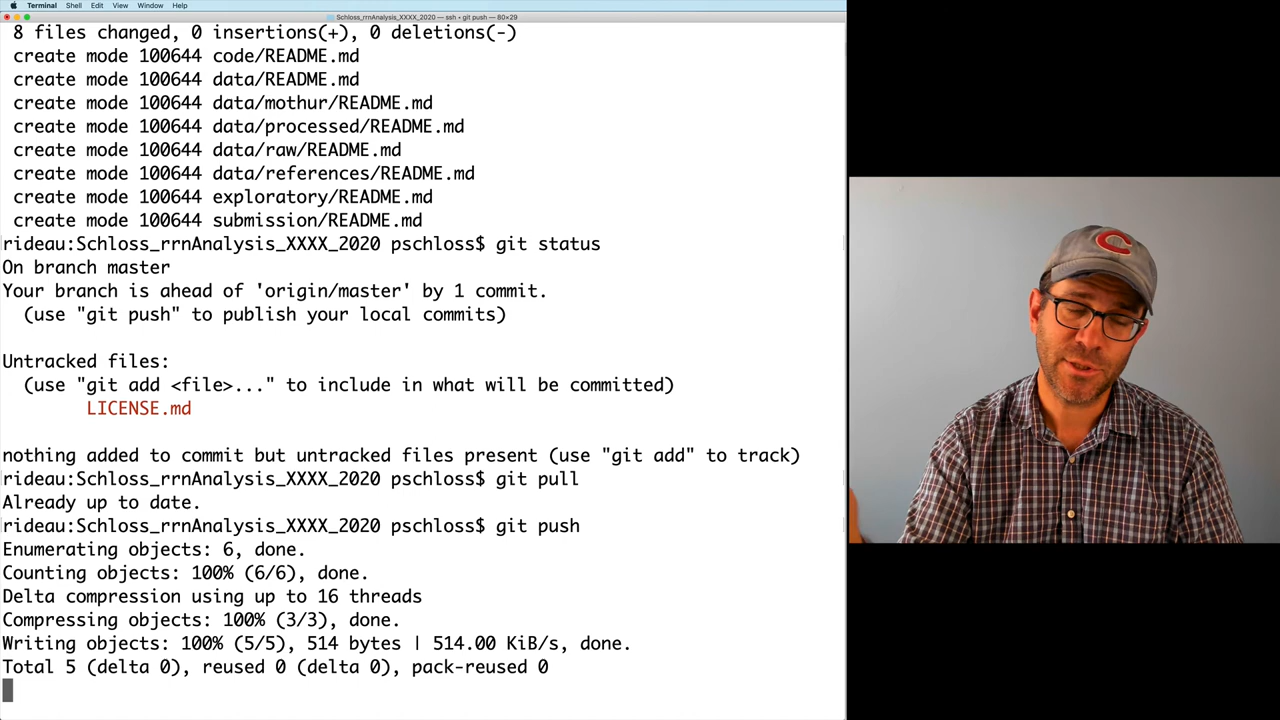 Terminal Shell Edit View Window Help
Schloss_rrnAnalysis_XXXX_2020 — ssh ‹ git push — 80×29
8 files changed, 0 insertions(+), 0 deletions(-)
create mode 100644 code/README.md
create mode 100644 data/README.md
create mode 100644 data/mothur/README.md
create mode 100644 data/processed/README.md
create mode 100644 data/raw/README.md
create mode 100644 data/references/README.md
create mode 100644 exploratory/README.md
create mode 100644 submission/README.md
rideau:Schloss_rrnAnalysis_XXXX_2020 pschloss$ git status
On branch master
Your branch is ahead of 'origin/master' by 1 commit.
(use "git push" to publish your local commits)
Untracked files:
(use "git add <file>..." to include in what will be committed)
LICENSE.md
nothing added to commit but untracked files present (use "git add" to track)
rideau:Schloss_rrnAnalysis_XXXX_2020 pschloss$ git pull
Already up to date.
rideau:Schloss_rrnAnalysis_XXXX_2020 pschloss$ git push
Enumerating objects: 6, done.
Counting objects: 100% (6/6), done.
Delta compression using up to 16 threads
Compressing objects: 100% (3/3), done.
Writing objects: 100% (5/5), 514 bytes | 514.00 KiB/s, done.
Total 5 (delta 0), reused 0 (delta 0), pack-reused 0
C